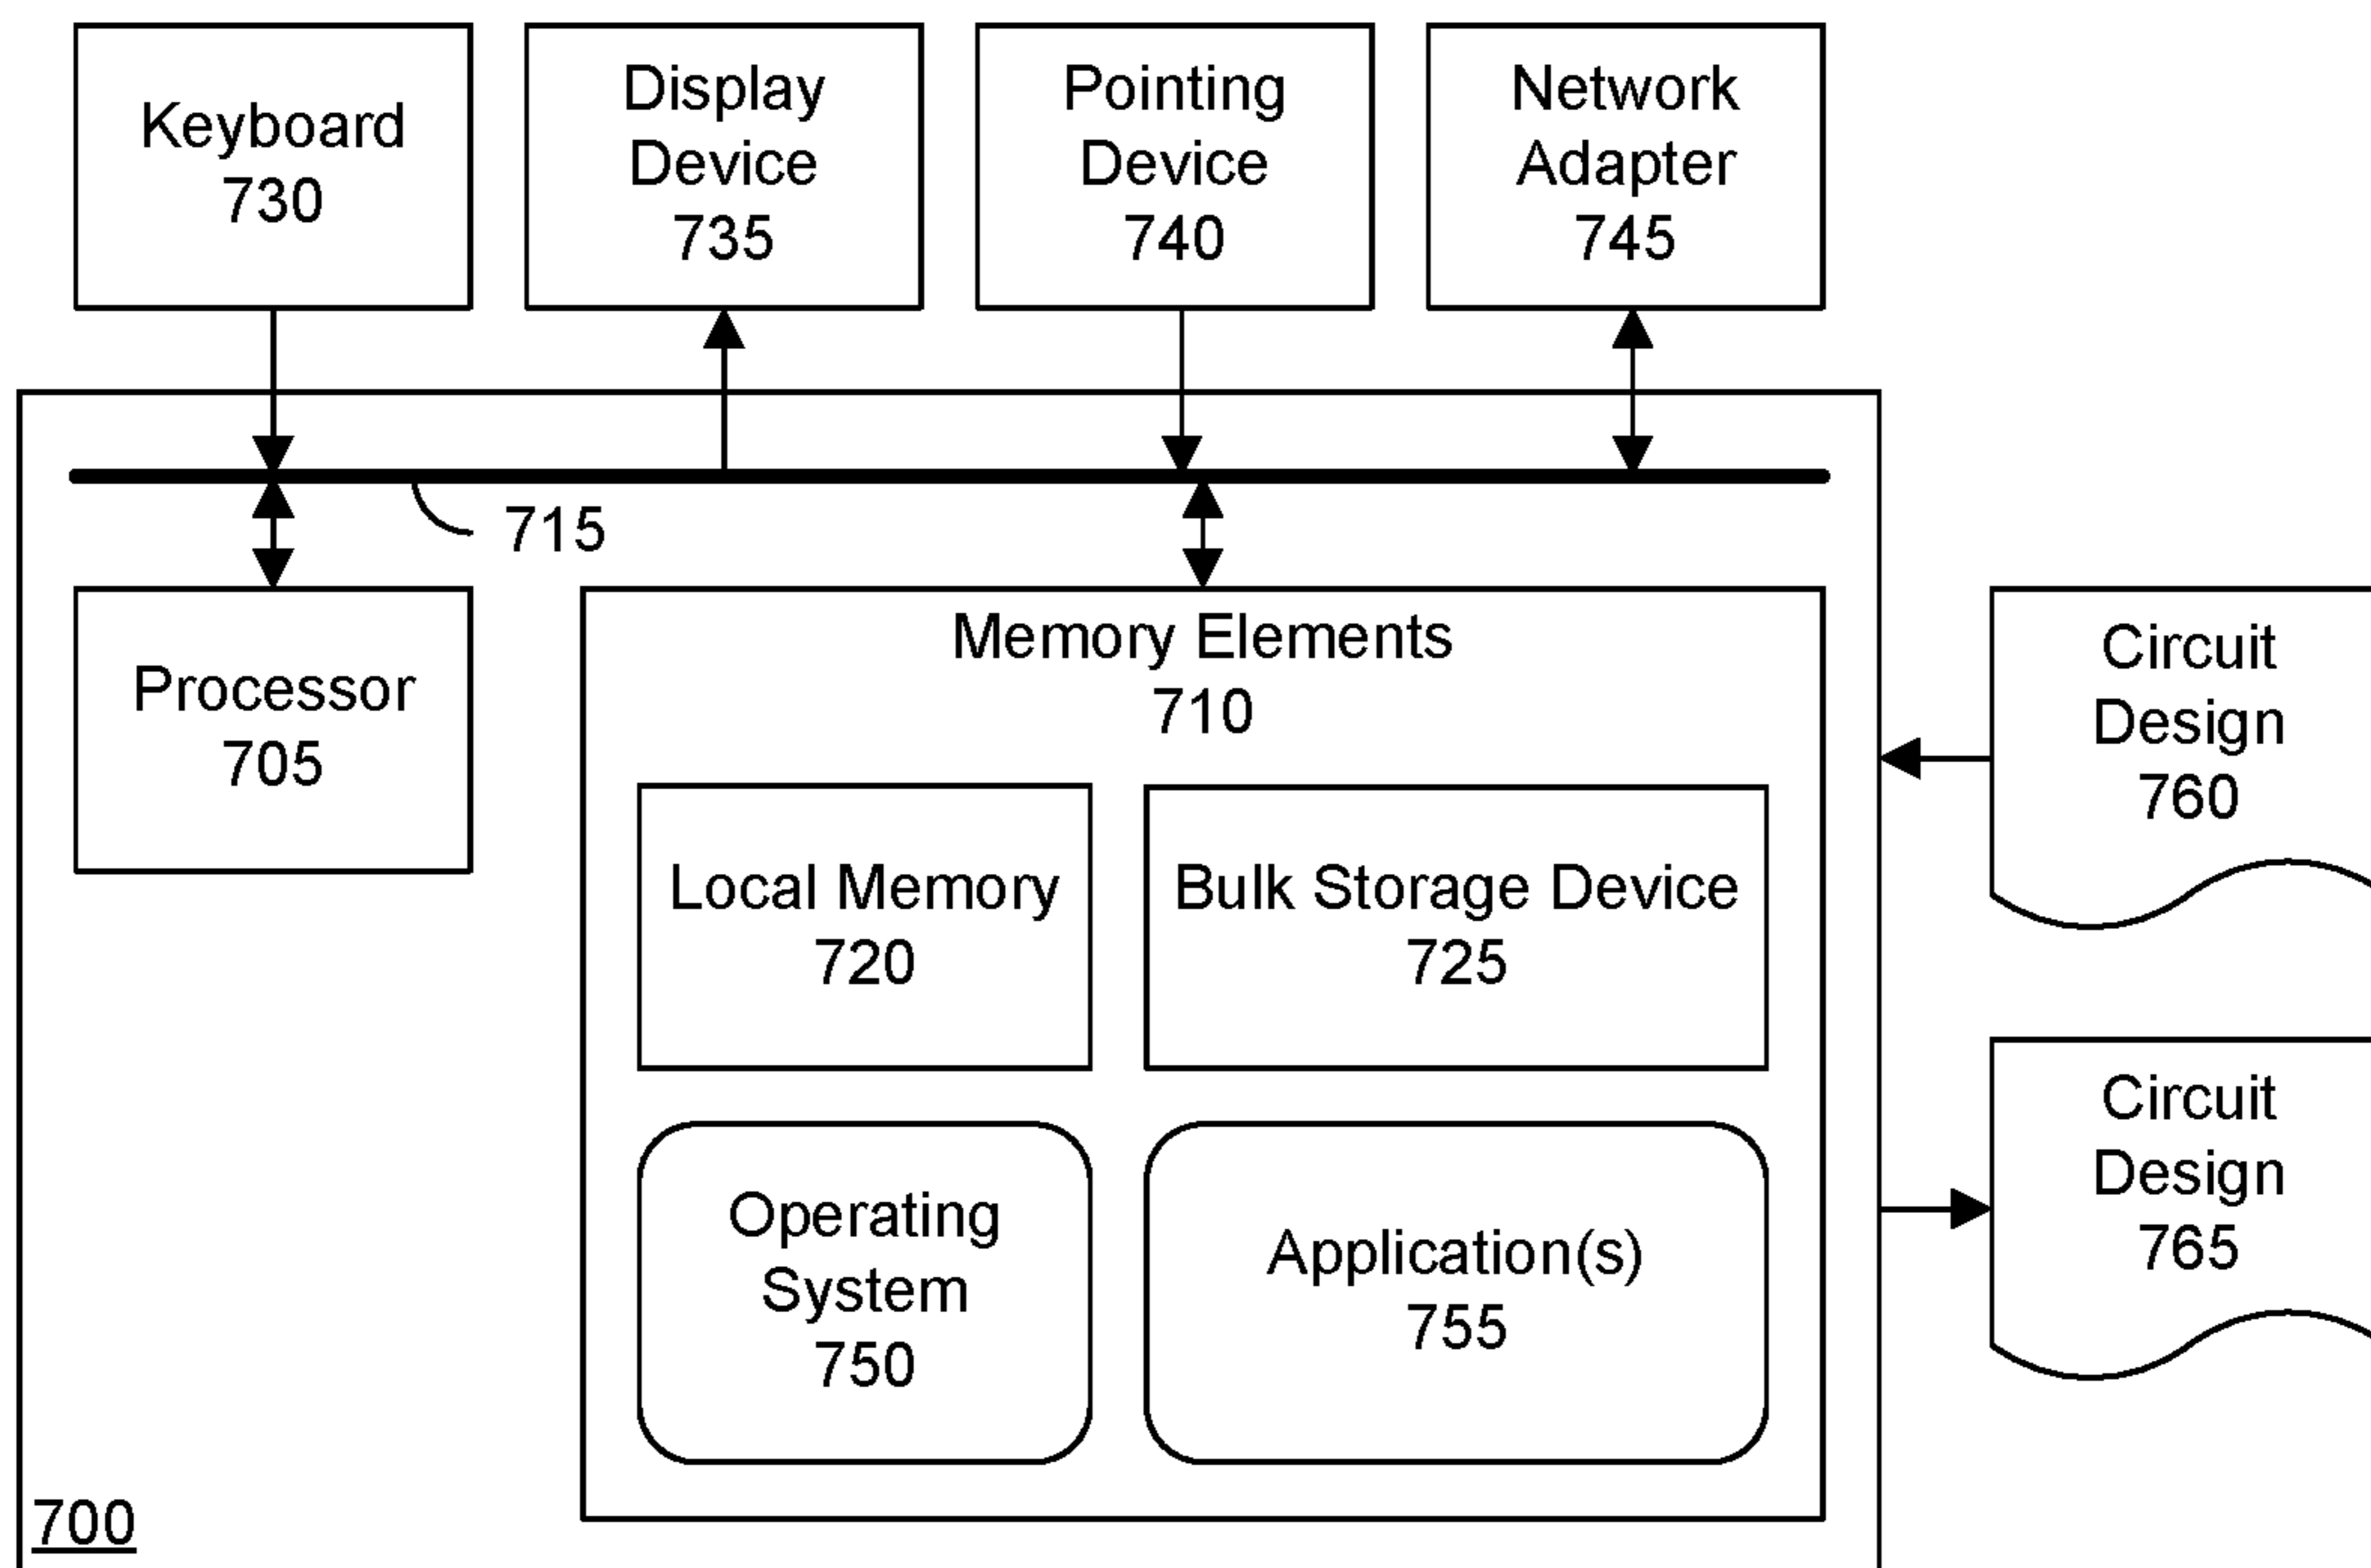 Keyboard
730
Display
Device
735
Pointing
Device
740
Network
Adapter
745
715
Processor
705
Memory Elements
710
Local Memory
720
Bulk Storage Device
725
Operating
System
750
Application(s)
755
Circuit
Design
760
Circuit
Design
765
700